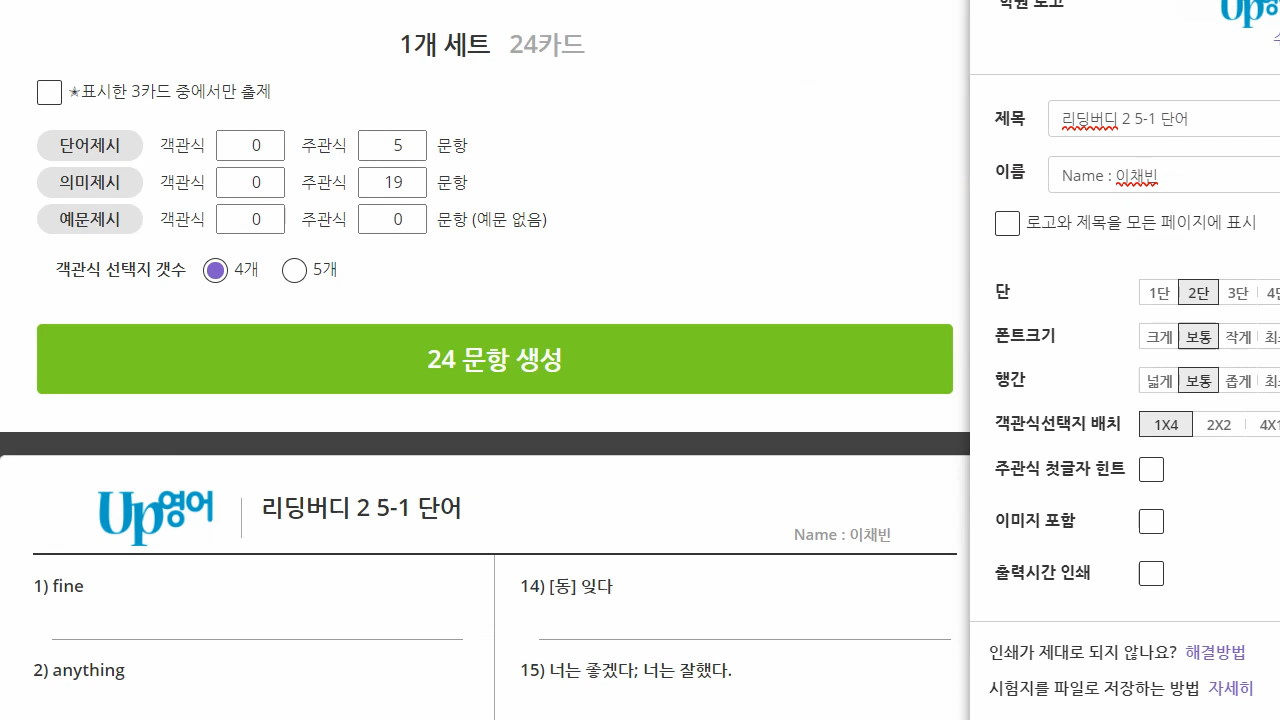 1개 세트 24카드
★표시한 3카드 중에서만 출제
단어제시 객관식 0 주관식 5 문항
의미제시 객관식 0 주관식 19 문항
예문제시 객관식 0 주관식 0 문항 (예문 없음)
객관식 선택지 갯수 4개 5개
24 문항 생성
Up영어 리딩버디 2 5-1 단어
Name : 이채빈
1) fine
2) anything
14) [동] 잊다
15) 너는 좋겠다; 너는 잘했다.
학원 로고
제목 리딩버디 2 5-1 단어
이름 Name : 이채빈
로고와 제목을 모든 페이지에 표시
단 1단 2단 3단
폰트크기 크게 보통 작게
행간 넓게 보통 좁게
객관식선택지 배치 1X4 2X2 4X1
주관식 첫글자 힌트
이미지 포함
출력시간 인쇄
인쇄가 제대로 되지 않나요? 해결방법
시험지를 파일로 저장하는 방법 자세히